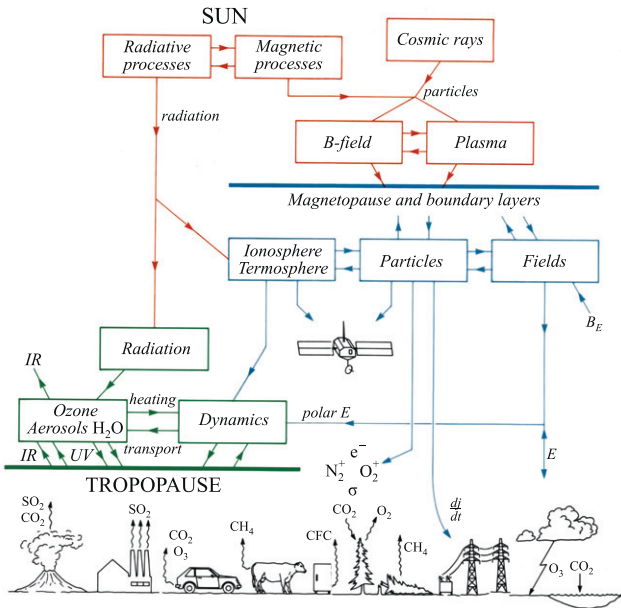 SUN
Radiative
processes
Magnetic
processes
Cosmic rays
particles
radiation
B-field
Plasma
Magnetopause and boundary layers
Ionosphere
Termosphere
Particles
Fields
B_E
Radiation
IR
heating
Ozone
Aerosols H₂O
Dynamics
polar E
transport
IR
UV
E
TROPOPAUSE
e⁻
N₂⁺ O₂⁺
σ
SO₂
CO₂
SO₂
CO₂
O₃
CH₄
CFC
CO₂
O₂
CH₄
dj
dt
O₃
CO₂